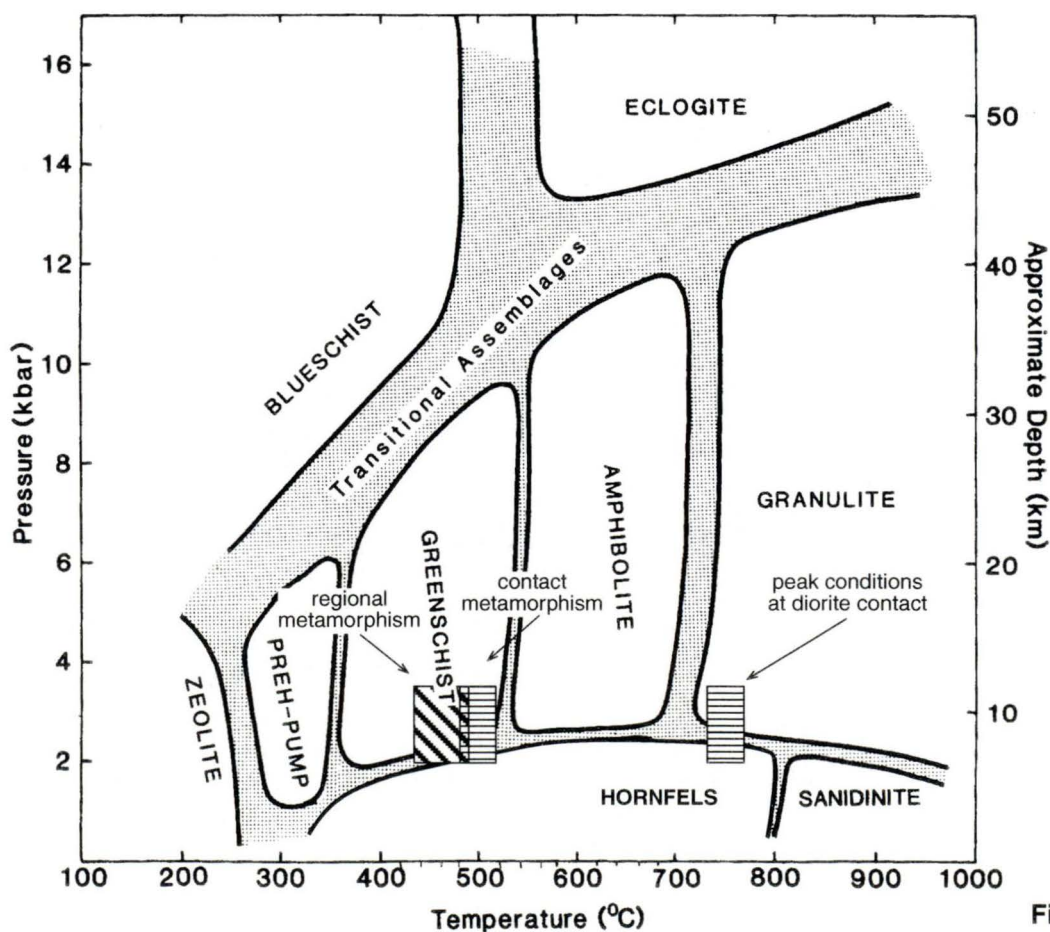 16
14
12
10
8
6
4
2
Pressure (kbar)
50
40
30
20
10
Approximate Depth (km)
ECLOGITE
BLUESCHIST
Transitional Assemblages
GREENSCHIST
AMPHIBOLITE
GRANULITE
regional
metamorphism
contact
metamorphism
peak conditions
at diorite contact
ZEOLITE
PREH-PUMP
HORNFELS
SANIDINITE
100
200
300
400
500
600
700
800
900
1000
Temperature (°C)
Fi